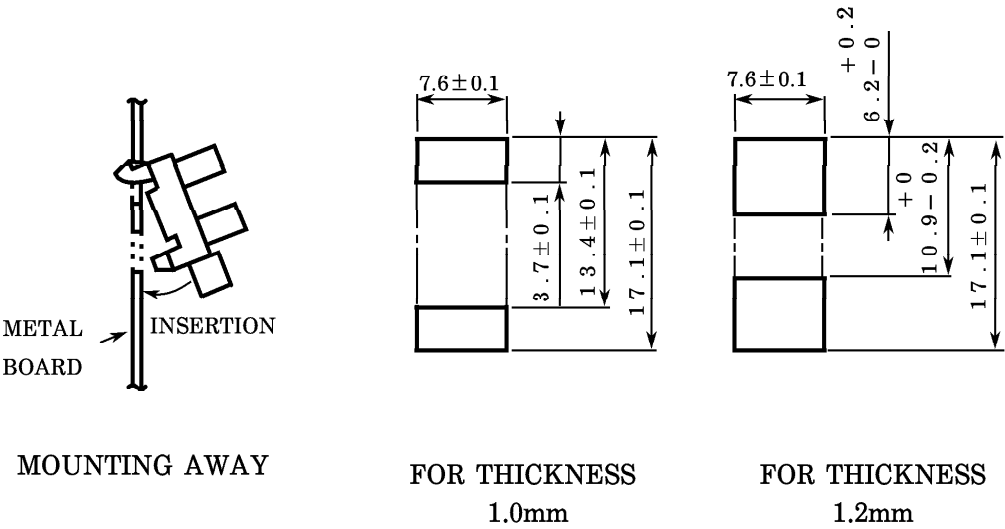 METAL
BOARD
INSERTION
MOUNTING AWAY
7.6±0.1
3.7±0.1
13.4±0.1
17.1±0.1
FOR THICKNESS
1.0mm
7.6±0.1
+0.2
6.2-0
+0
10.9-0.2
17.1±0.1
FOR THICKNESS
1.2mm